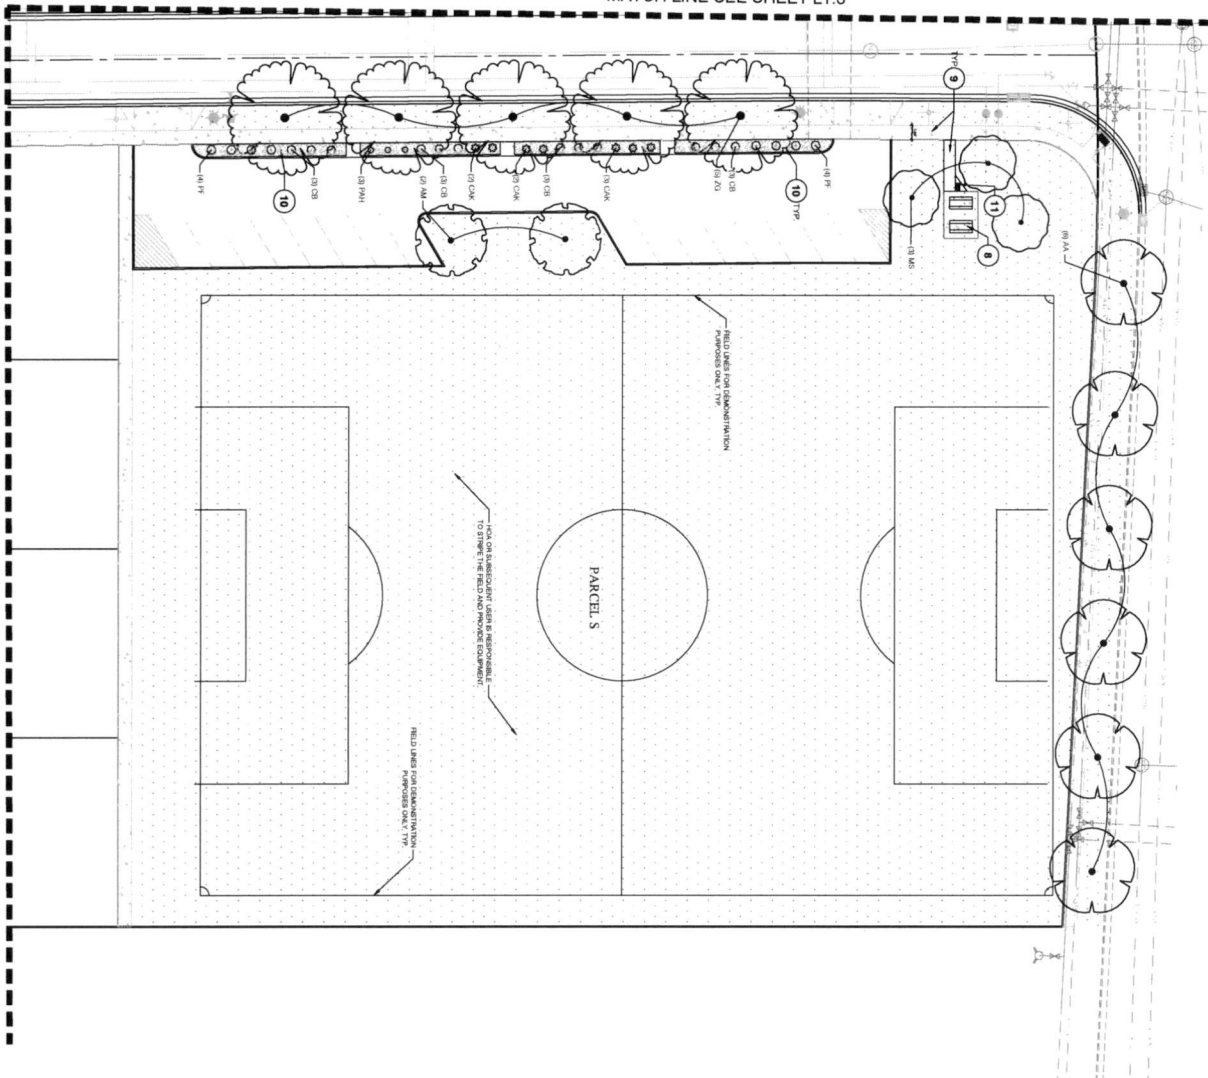 MATCH LINE SEE SHEET L1.3
TYP.
9
(4) PF
10
(3) CB
(3) PAH
(2) AM
(3) CB
(2) CAK
(2) CAK
(3) CB
(3) CAK
(5) ZG
(3) CB
10 TYP.
(4) PF
11
8
(3) MS
(6) AA
FIELD LINES FOR DEMONSTRATION
PURPOSES ONLY, TYP.
HOA OR SUBSEQUENT USER IS RESPONSIBLE
TO STRIPE THE FIELD AND PROVIDE EQUIPMENT.
PARCEL S
FIELD LINES FOR DEMONSTRATION
PURPOSES ONLY, TYP.